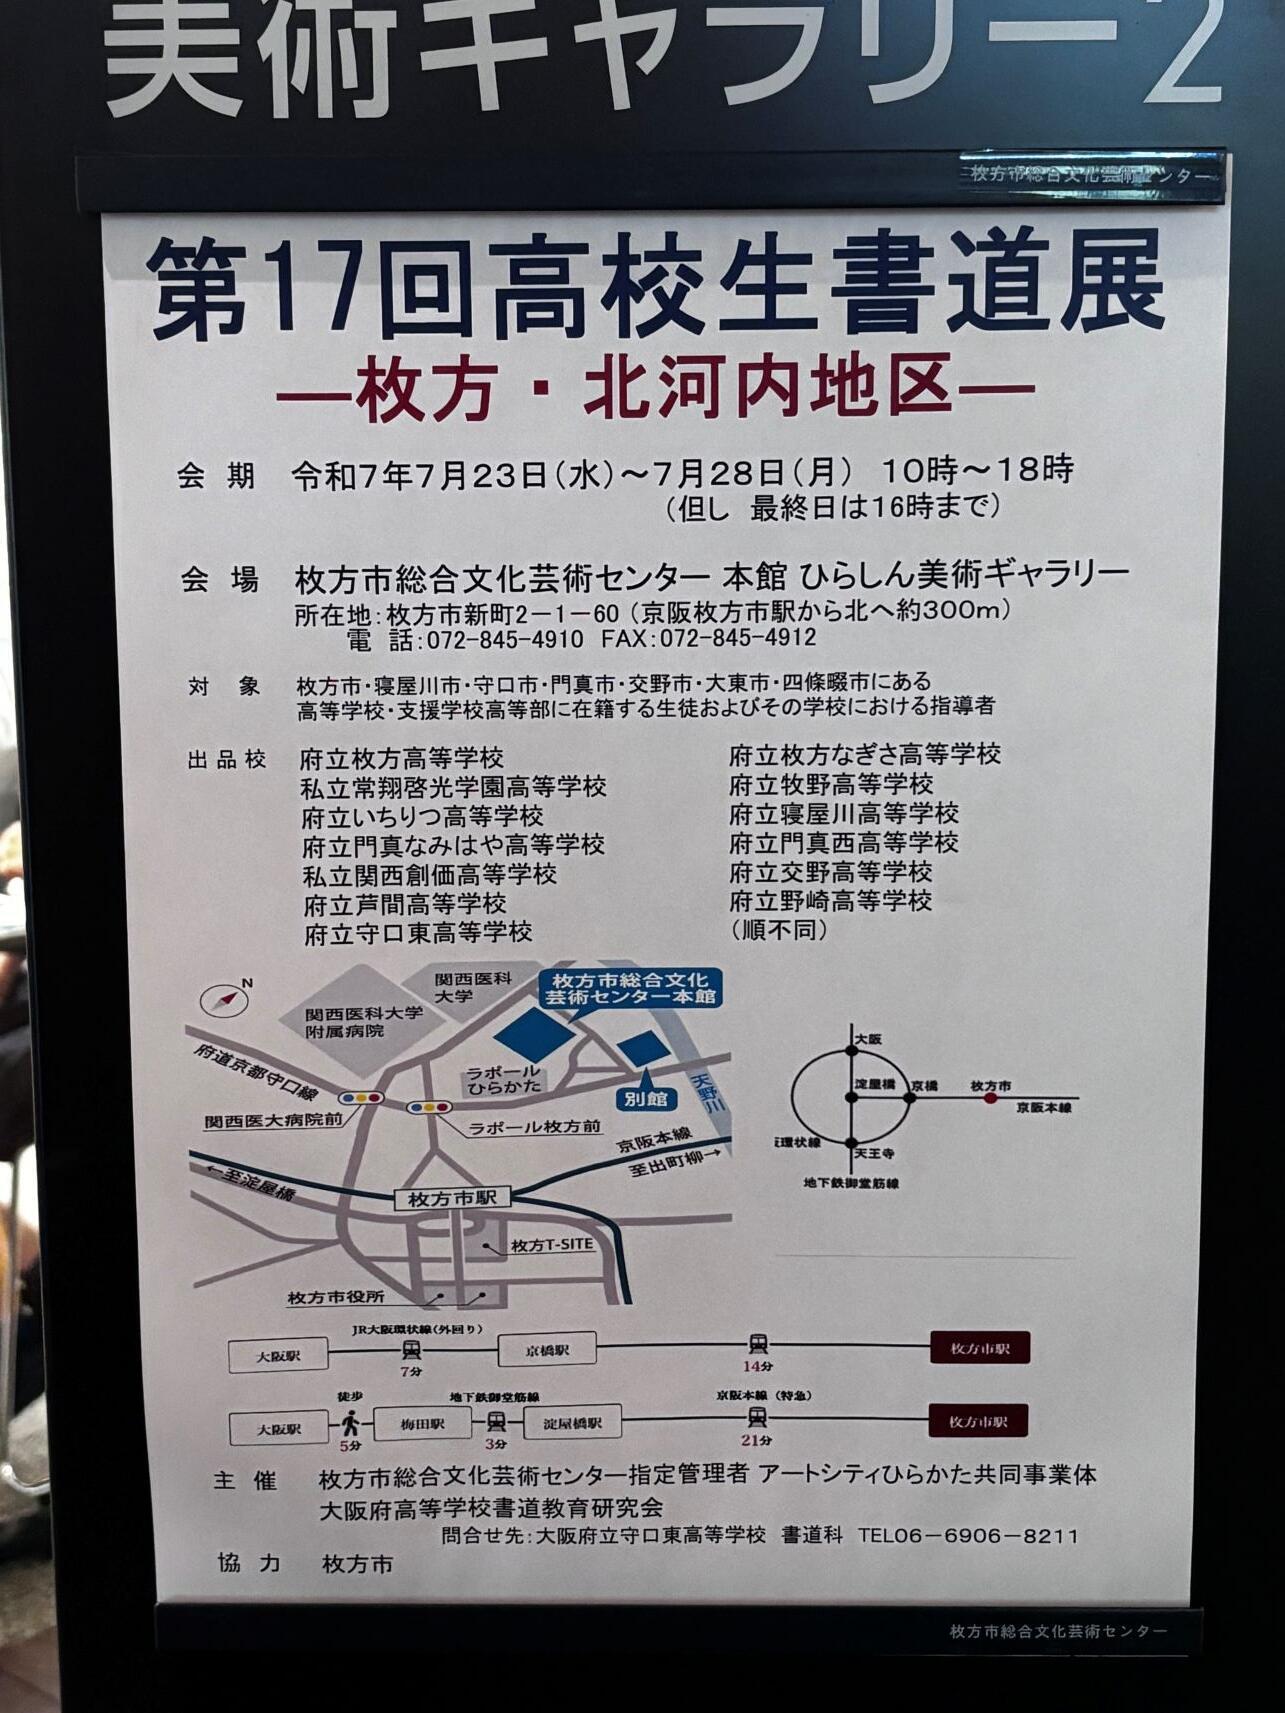 美術ギャラリー2
枚方市総合文化芸術センター
第17回高校生書道展
―枚方・北河内地区―
会期 令和7年7月23日(水)～7月28日(月) 10時～18時
(但し 最終日は16時まで)
会場 枚方市総合文化芸術センター 本館 ひらしん美術ギャラリー
所在地:枚方市新町2－1－60 (京阪枚方市駅から北へ約300m)
電話:072-845-4910 FAX:072-845-4912
対象 枚方市・寝屋川市・守口市・門真市・交野市・大東市・四條畷市にある
高等学校・支援学校高等部に在籍する生徒およびその学校における指導者
出品校 府立枚方高等学校 府立枚方なぎさ高等学校
私立常翔啓光学園高等学校 府立牧野高等学校
府立いちりつ高等学校 府立寝屋川高等学校
府立門真なみはや高等学校 府立門真西高等学校
私立関西創価高等学校 府立交野高等学校
府立芦間高等学校 府立野崎高等学校
府立守口東高等学校 (順不同)
N
関西医科大学
附属病院
関西医科
大学
枚方市総合文化
芸術センター本館
府道京都守口線
ラポール
ひらかた
別館
天野川
関西医大病院前
ラポール枚方前
京阪本線
至出町柳→
←至淀屋橋
枚方市駅
枚方T-SITE
枚方市役所
大阪
淀屋橋
京橋
枚方市
京阪本線
環状線
天王寺
地下鉄御堂筋線
JR大阪環状線(外回り)
大阪駅 京橋駅 枚方市駅
7分 14分
徒歩 地下鉄御堂筋線 京阪本線(特急)
大阪駅 梅田駅 淀屋橋駅 枚方市駅
5分 3分 21分
主催 枚方市総合文化芸術センター指定管理者 アートシティひらかた共同事業体
大阪府高等学校書道教育研究会
問合せ先:大阪府立守口東高等学校 書道科 TEL06－6906－8211
協力 枚方市
枚方市総合文化芸術センター